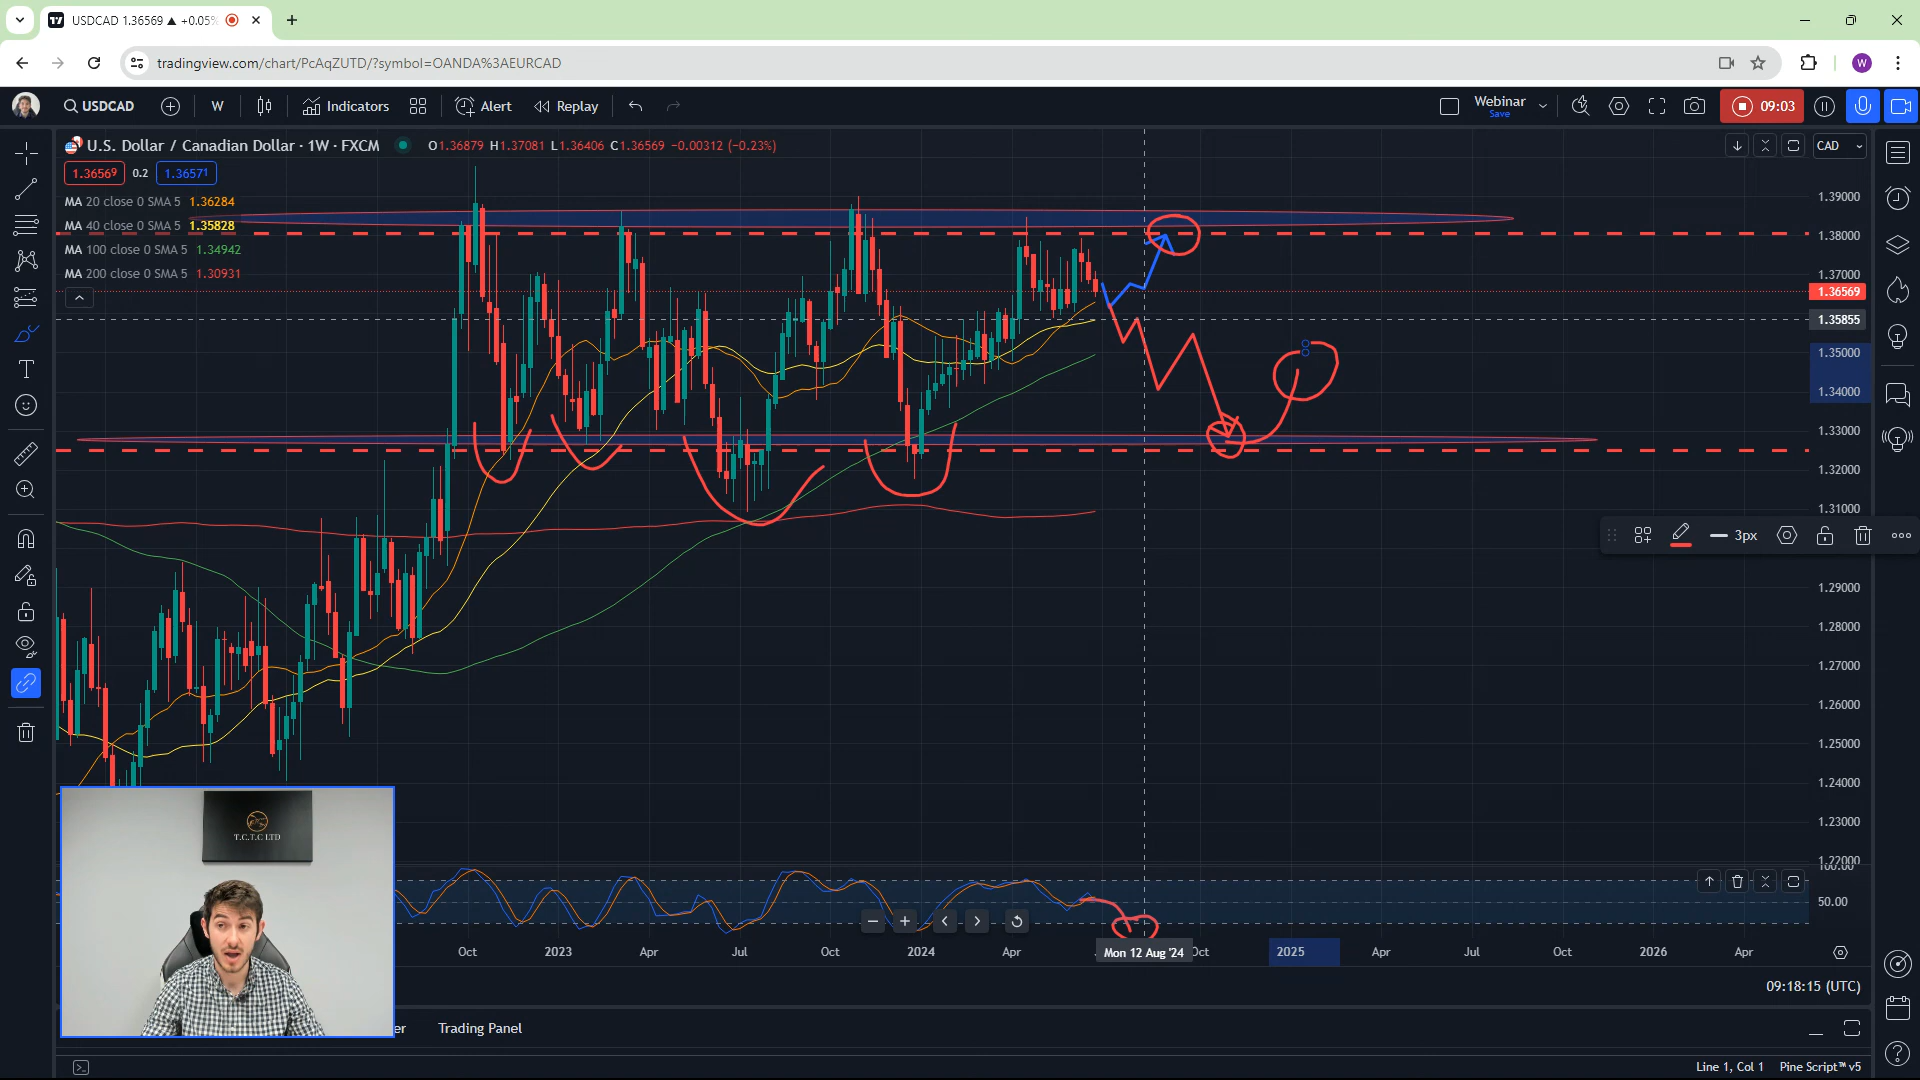 USDCAD 1.36569 ▲ +0.05%
tradingview.com/chart/PcAqZUTD/?symbol=OANDA%3AEURCAD
W
USDCAD
W
Indicators
Alert
Replay
Webinar
Save
09:03
U.S. Dollar / Canadian Dollar · 1W · FXCM
O1.36879 H1.37081 L1.36406 C1.36569 −0.00312 (−0.23%)
CAD
1.36569
0.2
1.36571
MA 20 close 0 SMA 5 1.36284
MA 40 close 0 SMA 5 1.35828
MA 100 close 0 SMA 5 1.34942
MA 200 close 0 SMA 5 1.30931
1.39000
1.38000
1.37000
1.36569
1.35855
1.35000
1.34000
1.33000
1.32000
1.31000
3px
1.29000
1.28000
1.27000
1.26000
1.25000
1.24000
1.23000
1.22000
100.00
50.00
T.C.T.C LTD
Oct
2023
Apr
Jul
Oct
2024
Apr
Mon 12 Aug '24
Oct
2025
Apr
Jul
Oct
2026
Apr
09:18:15 (UTC)
Trading Panel
Line 1, Col 1
Pine Script™ v5